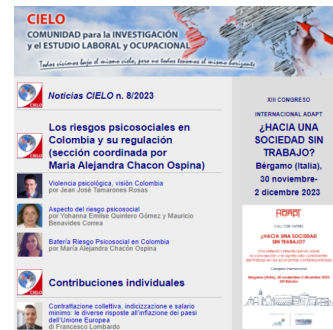 CIELO
COMUNIDAD para la INVESTIGACIÓN
y el ESTUDIO LABORAL y OCUPACIONAL
Todos vivimos bajo el mismo cielo, pero no todos tenemos el mismo horizonte
Noticias CIELO n. 8/2023
Los riesgos psicosociales en
Colombia y su regulación
(sección coordinada por
Maria Alejandra Chacon Ospina)
Violencia psicológica, visión Colombia
por Jean José Tamarones Rosas
Aspecto del riesgo psicosocial
por Yohanna Emilse Quintero Gómez y Mauricio
Benavides Correa
Batería Riesgo Psicosocial en Colombia
por María Alejandra Chacón Ospina
Contribuciones individuales
Contrattazione collettiva, indicizzazione e salario
minimo: le diverse risposte all'inflazione dei paesi
dell'Unione Europea
di Francesco Lombardo
XIII CONGRESO
INTERNACIONAL ADAPT
¿HACIA UNA
SOCIEDAD SIN
TRABAJO?
Bérgamo (Italia),
30 noviembre-
2 diciembre 2023
ADAPT
CALL FOR PAPERS
¿HACIA UNA SOCIEDAD
SIN TRABAJO?